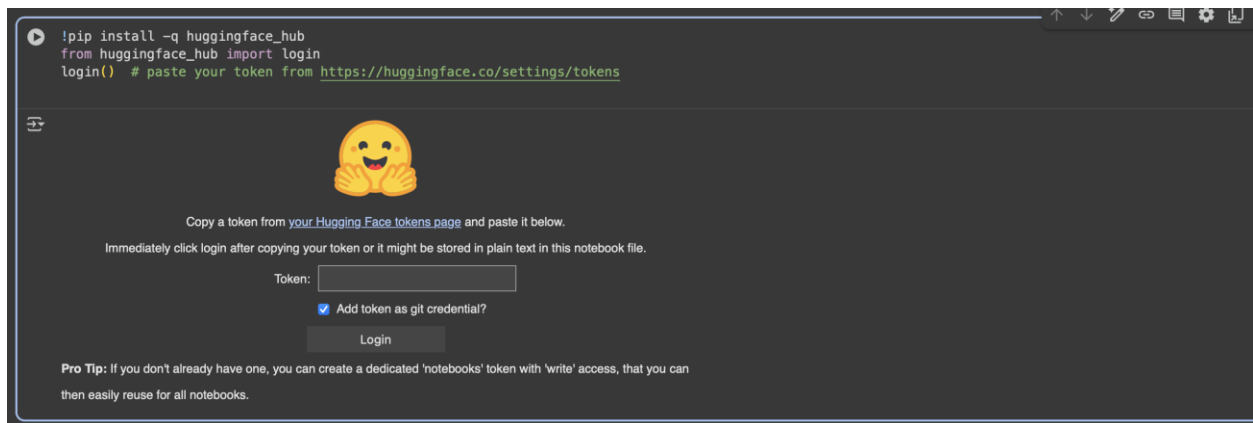 !pip install -q huggingface_hub
from huggingface_hub import login
login()  # paste your token from https://huggingface.co/settings/tokens
Copy a token from your Hugging Face tokens page and paste it below.
Immediately click login after copying your token or it might be stored in plain text in this notebook file.
Token:
Add token as git credential?
Login
Pro Tip: If you don't already have one, you can create a dedicated 'notebooks' token with 'write' access, that you can
then easily reuse for all notebooks.